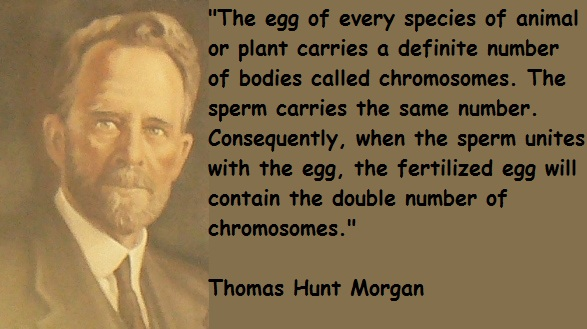 "The egg of every species of animal
or plant carries a definite number
of bodies called chromosomes. The
sperm carries the same number.
Consequently, when the sperm unites
with the egg, the fertilized egg will
contain the double number of
chromosomes."
Thomas Hunt Morgan